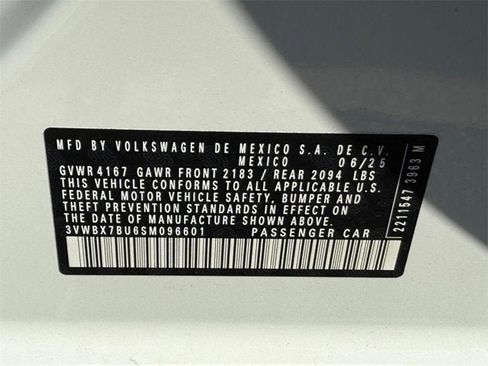 MFD BY VOLKSWAGEN DE MEXICO S.A. DE C.V.
MEXICO 06/25
GVWR 4167 GAWR FRONT 2183 / REAR 2094 LBS
THIS VEHICLE CONFORMS TO ALL APPLICABLE U.S.
FEDERAL MOTOR VEHICLE SAFETY, BUMPER AND
THEFT PREVENTION STANDARDS IN EFFECT ON
THE DATE OF MANUFACTURE SHOWN ABOVE.
3VWBX7BU6SM096601 PASSENGER CAR
2211547 3963 M